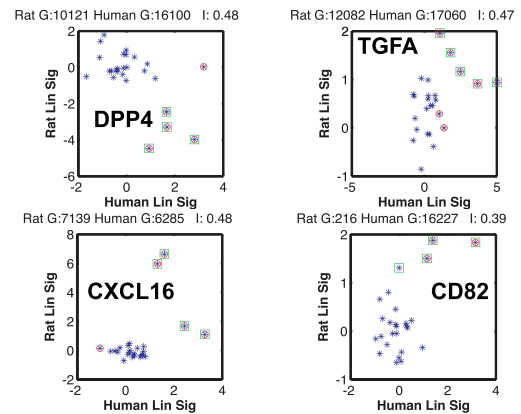 Rat G:10121 Human G:16100 I: 0.48
2
0
-2
-4
-6
-2 0 2 4
Rat Lin Sig
Human Lin Sig
DPP4
Rat G:12082 Human G:17060 I: 0.47
2
1
0
-1
-5 0 5
Rat Lin Sig
Human Lin Sig
TGFA
Rat G:7139 Human G:6285 I: 0.48
8
6
4
2
0
-2
-2 0 2 4
Rat Lin Sig
Human Lin Sig
CXCL16
Rat G:216 Human G:16227 I: 0.39
2
1
0
-1
-2 0 2 4
Rat Lin Sig
Human Lin Sig
CD82